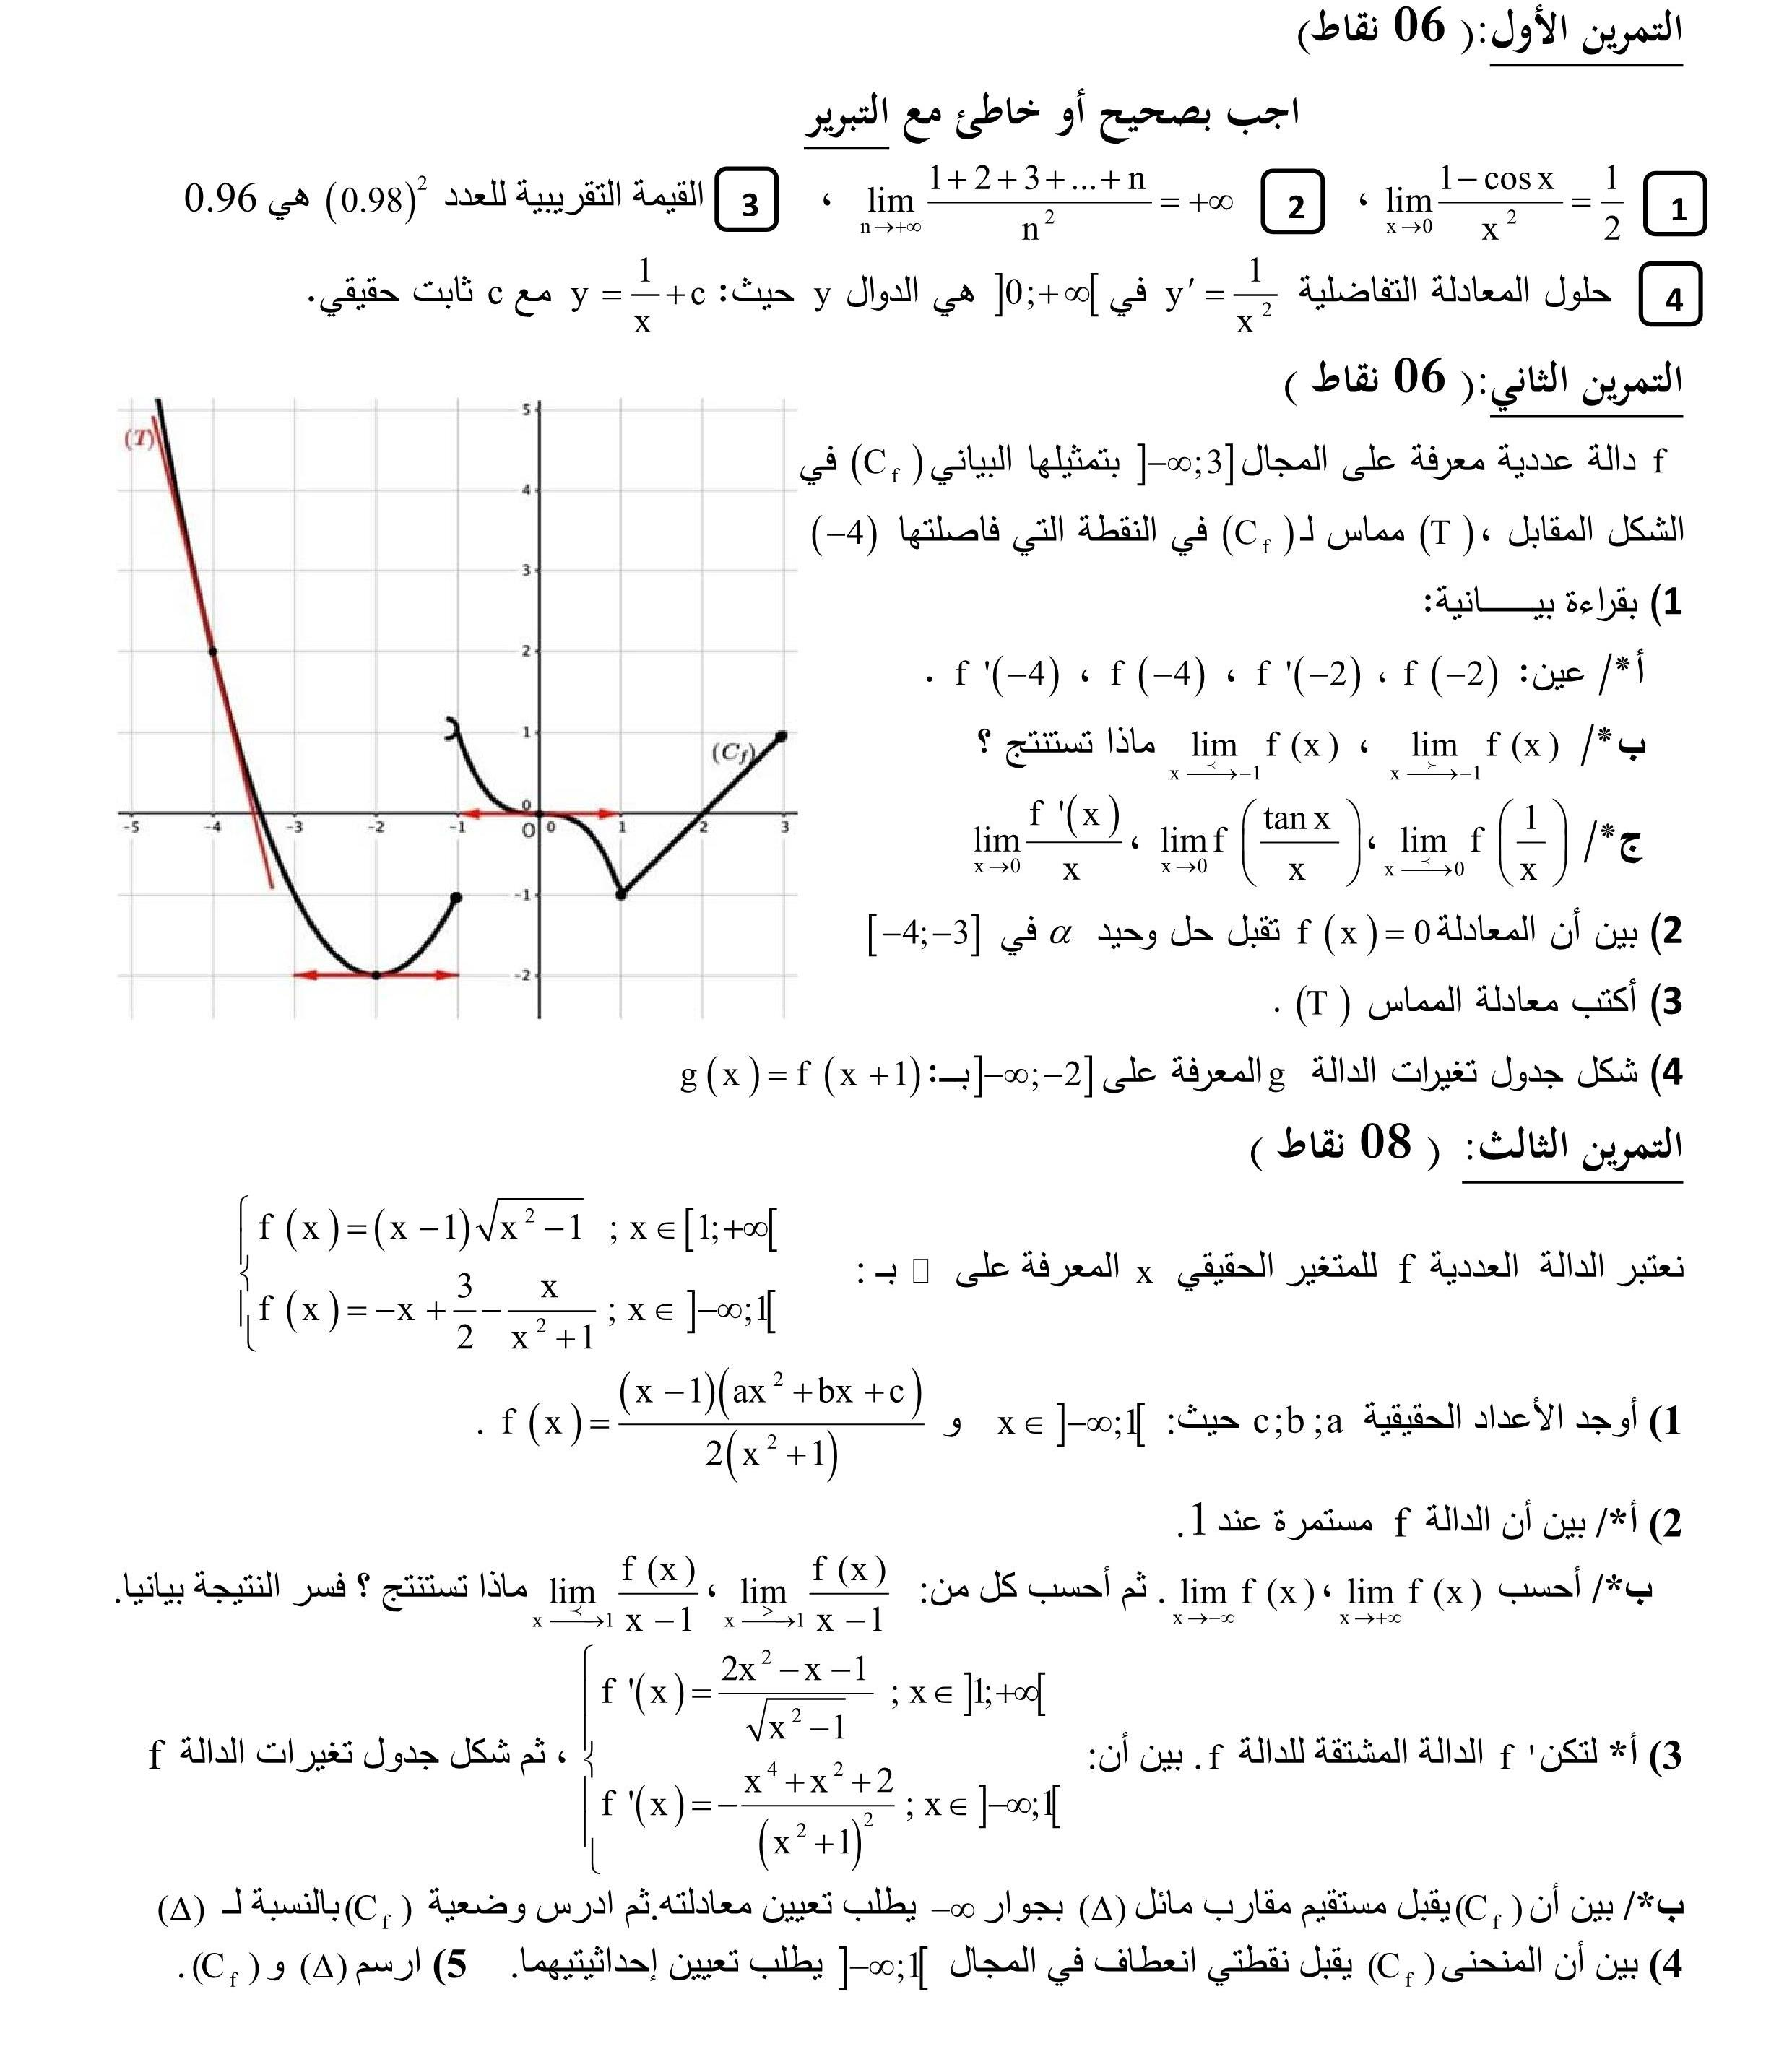 التمرين الأول:( 06 نقاط)
اجب بصحيح أو خاطئ مع التبرير
1 lim x→0 (1−cos x)/x² = 1/2 ، 2 lim n→+∞ (1+2+3+...+n)/n² = +∞ ، 3 القيمة التقريبية للعدد (0.98)² هي 0.96
4 حلول المعادلة التفاضلية y′ = 1/x² في ]0;+∞[ هي الدوال y حيث: y = 1/x + c مع c ثابت حقيقي.
التمرين الثاني:( 06 نقاط )
f دالة عددية معرفة على المجال ]−∞;3] بتمثيلها البياني (C_f) في
الشكل المقابل ، (T) مماس لـ (C_f) في النقطة التي فاصلتها (−4)
1) بقراءة بيـــــانية:
أ*/ عين: f(−2) ، f '(−2) ، f(−4) ، f '(−4) .
ب*/ lim x→≻−1 f(x) ، lim x→≺−1 f(x) ماذا تستنتج ؟
ج*/ lim x→≺0 f(1/x) ، lim x→0 f(tan x/x) ، lim x→0 f '(x)/x
2) بين أن المعادلة f(x)=0 تقبل حل وحيد α في [−4;−3]
3) أكتب معادلة المماس (T) .
4) شكل جدول تغيرات الدالة g المعرفة على ]−∞;−2] بـ: g(x)=f(x+1)
(T)
(C_f)
5
4
3
2
1
0
-1
-2
-5 -4 -3 -2 -1 O 0 1 2 3
التمرين الثالث: ( 08 نقاط )
نعتبر الدالة العددية f للمتغير الحقيقي x المعرفة على □ بـ :
f(x)=(x−1)√(x²−1) ; x∈[1;+∞[
f(x)=−x+3/2−x/(x²+1) ; x∈]−∞;1[
1) أوجد الأعداد الحقيقية c;b;a حيث: x∈]−∞;1[ و f(x)=(x−1)(ax²+bx+c)/2(x²+1) .
2) أ*/ بين أن الدالة f مستمرة عند 1.
ب*/ أحسب lim x→+∞ f(x) ، lim x→−∞ f(x) . ثم أحسب كل من: lim x→>1 f(x)/(x−1) ، lim x→≺1 f(x)/(x−1) ماذا تستنتج ؟ فسر النتيجة بيانيا.
3) أ* لتكن f ' الدالة المشتقة للدالة f. بين أن: f '(x)=(2x²−x−1)/√(x²−1) ; x∈]1;+∞[
f '(x)=−(x⁴+x²+2)/(x²+1)² ; x∈]−∞;1[ ، ثم شكل جدول تغيرات الدالة f
ب*/ بين أن (C_f) يقبل مستقيم مقارب مائل (Δ) بجوار −∞ يطلب تعيين معادلته.ثم ادرس وضعية (C_f) بالنسبة لـ (Δ)
4) بين أن المنحنى (C_f) يقبل نقطتي انعطاف في المجال ]−∞;1[ يطلب تعيين إحداثيتيهما. 5) ارسم (Δ) و (C_f).